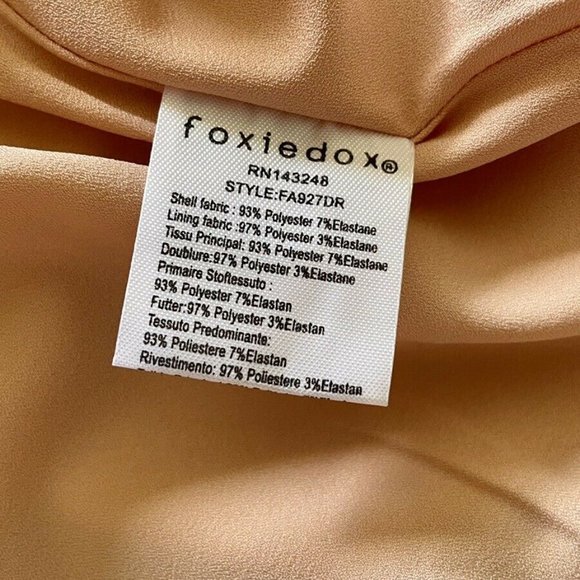 foxiedox®
RN143248
STYLE:FA927DR
Shell fabric : 93% Polyester 7%Elastane
Lining fabric :97% Polyester 3%Elastane
Tissu Principal: 93% Polyester 7%Elastane
Doublure:97% Polyester 3%Elastane
Primaire Stoftessuto :
93% Polyester 7%Elastan
Futter:97% Polyester 3%Elastan
Tessuto Predominante:
93% Poliestere 7%Elastan
Rivestimento: 97% Poliestere 3%Elastan